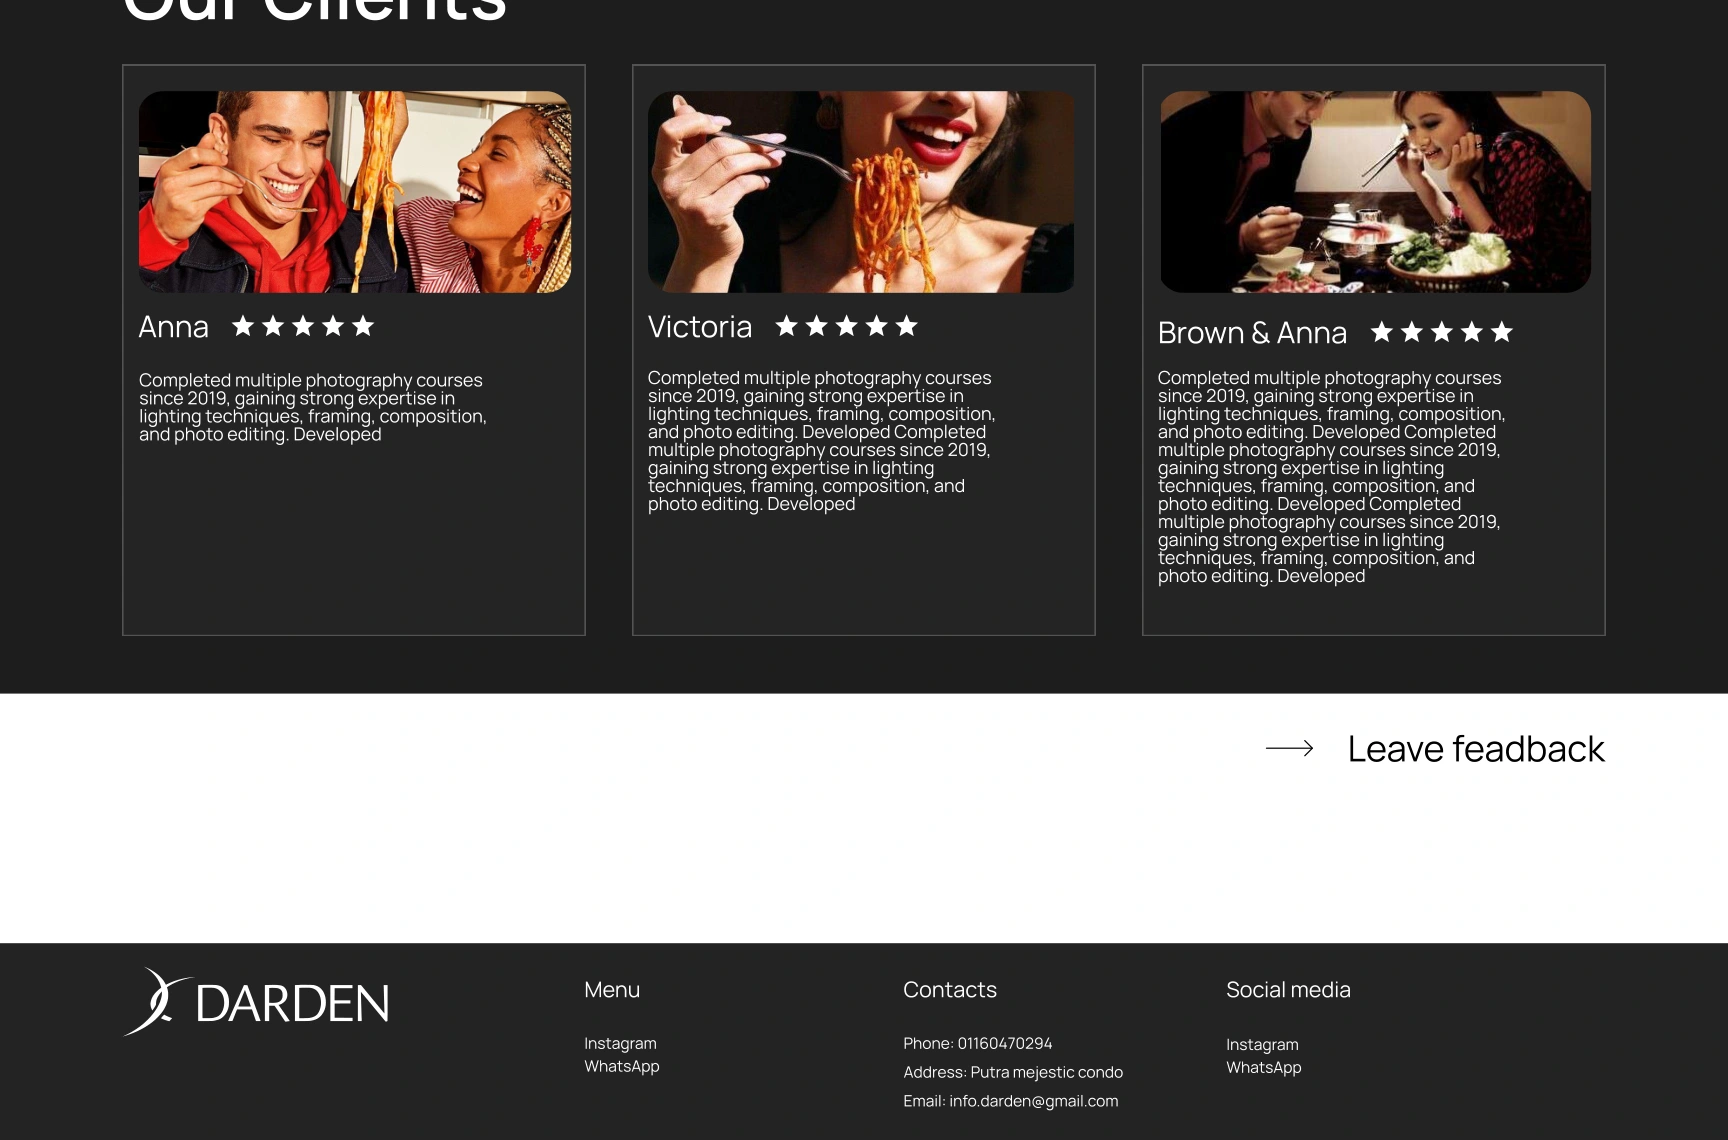 Our Clients
Anna
Completed multiple photography courses
since 2019, gaining strong expertise in
lighting techniques, framing, composition,
and photo editing. Developed
Victoria
Completed multiple photography courses
since 2019, gaining strong expertise in
lighting techniques, framing, composition,
and photo editing. Developed Completed
multiple photography courses since 2019,
gaining strong expertise in lighting
techniques, framing, composition, and
photo editing. Developed
Brown & Anna
Completed multiple photography courses
since 2019, gaining strong expertise in
lighting techniques, framing, composition,
and photo editing. Developed Completed
multiple photography courses since 2019,
gaining strong expertise in lighting
techniques, framing, composition, and
photo editing. Developed Completed
multiple photography courses since 2019,
gaining strong expertise in lighting
techniques, framing, composition, and
photo editing. Developed
Leave feadback
DARDEN
Menu
Instagram
WhatsApp
Contacts
Phone: 01160470294
Address: Putra mejestic condo
Email: info.darden@gmail.com
Social media
Instagram
WhatsApp